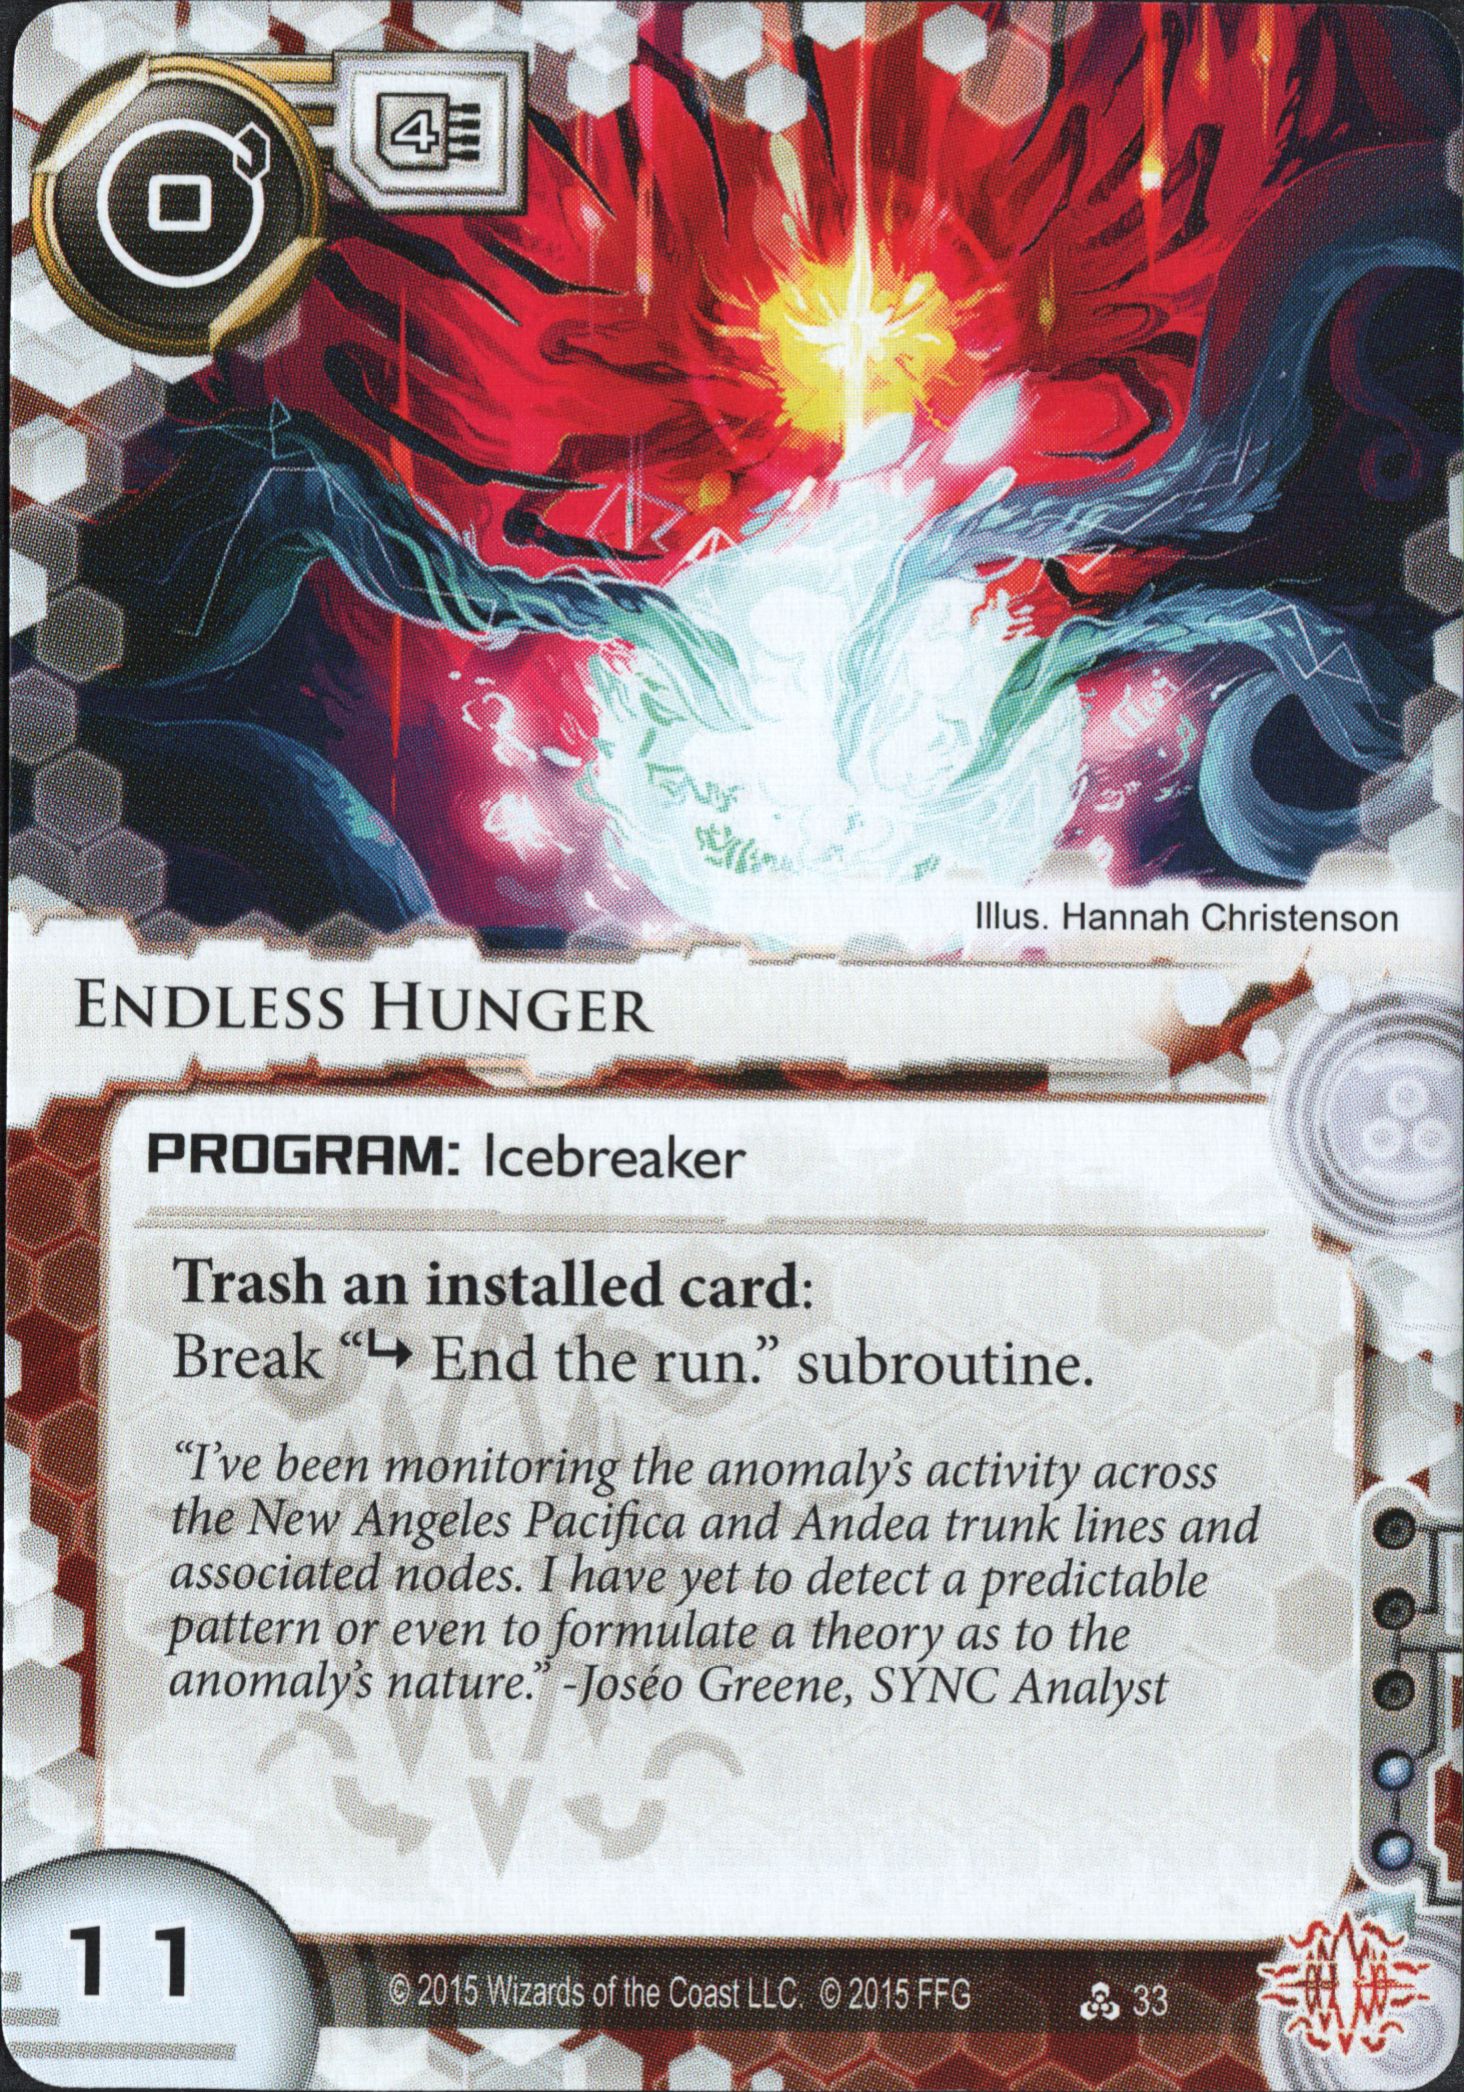 0
4
Illus. Hannah Christenson
Endless Hunger
PROGRAM: Icebreaker
Trash an installed card:
Break “↳ End the run.” subroutine.
“I’ve been monitoring the anomaly’s activity across
the New Angeles Pacifica and Andea trunk lines and
associated nodes. I have yet to detect a predictable
pattern or even to formulate a theory as to the
anomaly’s nature.” -Joséo Greene, SYNC Analyst
11
© 2015 Wizards of the Coast LLC. © 2015 FFG
33